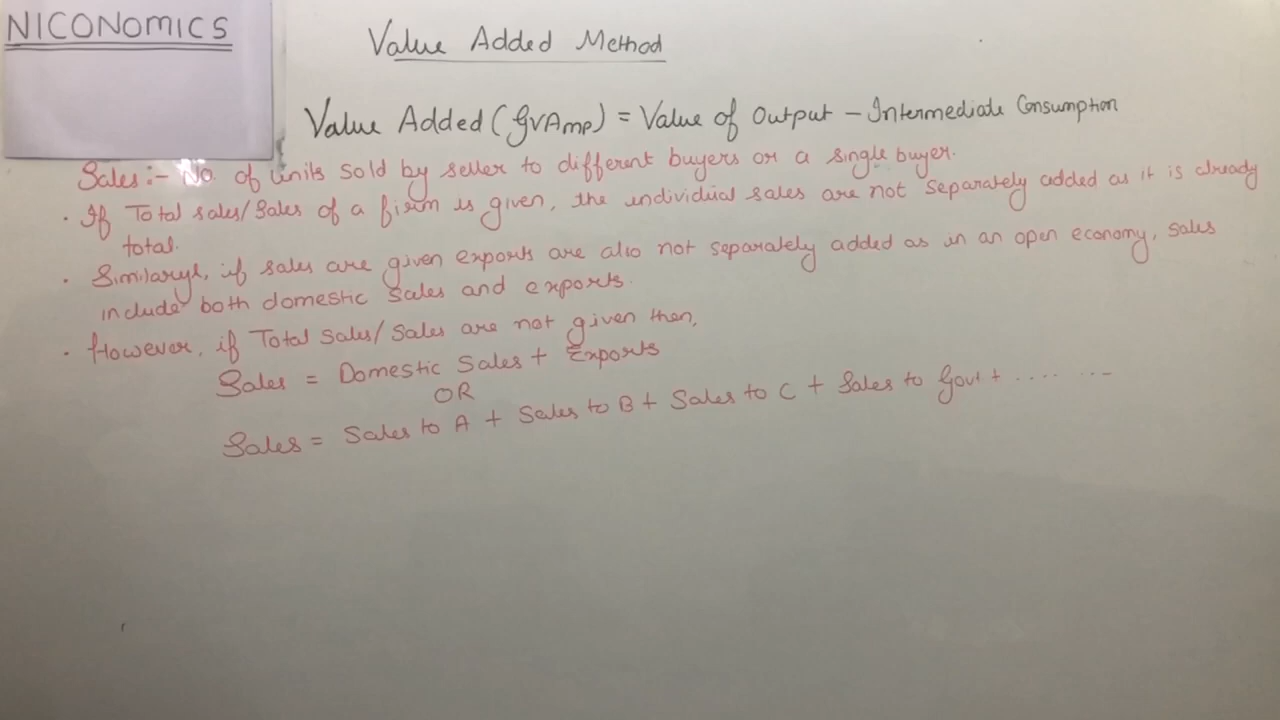 NICONOMICS
Value Added Method
Value Added (GVAMP) = Value of Output - Intermediate Consumption
Sales:- No. of Units Sold by seller to different buyers or a single buyer.
. If Total sales/Sales of a firm is given, the individual sales are not separately added as it is already
total.
. Similaryl, if sales are given exports are also not separately added as in an open economy, sales
include both domestic sales and exports.
. However, if Total Sales/Sales are not given then,
Sales = Domestic Sales + Exports
OR
Sales = Sales to A + Sales to B + Sales to C + Sales to Govt + .... ...